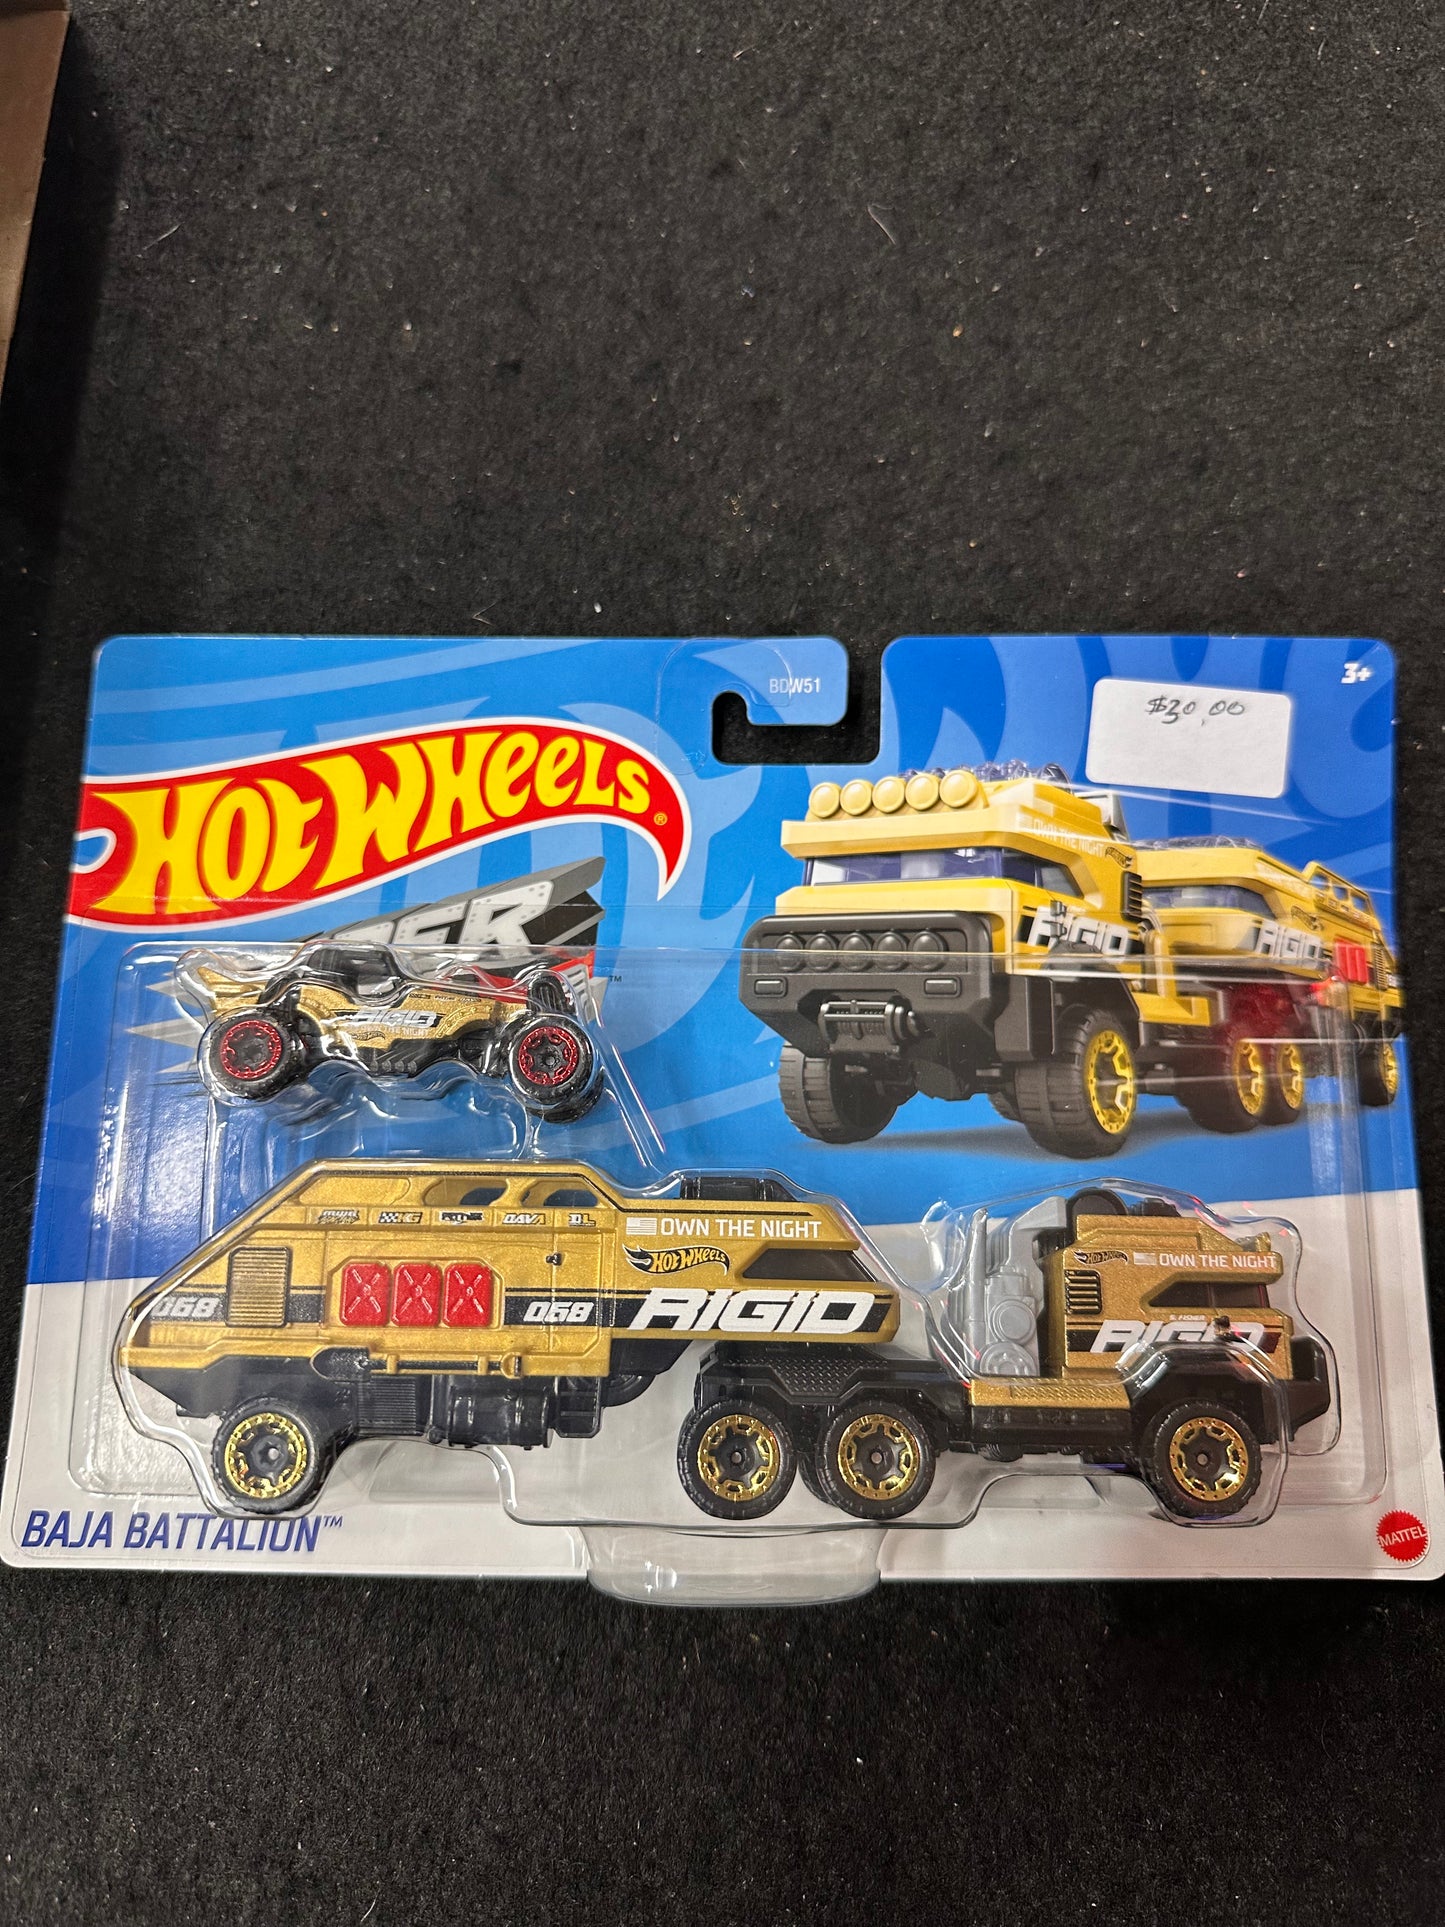 BDW51
3+
$30.00
HOT WHEELS®
OWN THE NIGHT
RIGID
RIGID
RIGID
OWN THE NIGHT
HOT WHEELS
HOT WHEELS
OWN THE NIGHT
068
068
RIGID
RIGID
BAJA BATTALION™
MATTEL